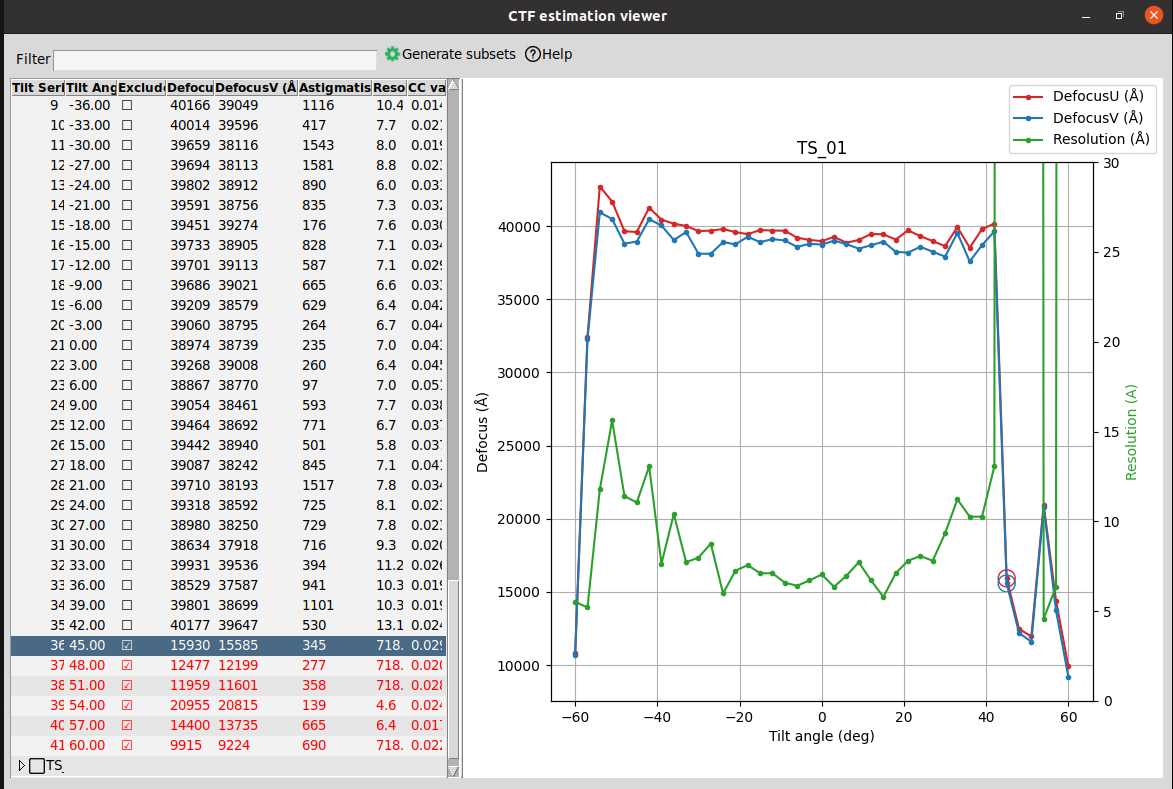 CTF estimation viewer
Filter Generate subsets Help
Tilt Seri Tilt Ang Exclude Defocu DefocusV (Å Astigmatis Reso CC va
9 -36.00 ☐ 40166 39049 1116 10.4 0.014
10 -33.00 ☐ 40014 39596 417 7.7 0.02
11 -30.00 ☐ 39659 38116 1543 8.0 0.019
12 -27.00 ☐ 39694 38113 1581 8.8 0.02
13 -24.00 ☐ 39802 38912 890 6.0 0.03
14 -21.00 ☐ 39591 38756 835 7.3 0.032
15 -18.00 ☐ 39451 39274 176 7.6 0.030
16 -15.00 ☐ 39733 38905 828 7.1 0.034
17 -12.00 ☐ 39701 39113 587 7.1 0.029
18 -9.00 ☐ 39686 39021 665 6.6 0.03
19 -6.00 ☐ 39209 38579 629 6.4 0.042
20 -3.00 ☐ 39060 38795 264 6.7 0.044
21 0.00 ☐ 38974 38739 235 7.0 0.04
22 3.00 ☐ 39268 39008 260 6.4 0.045
23 6.00 ☐ 38867 38770 97 7.0 0.05
24 9.00 ☐ 39054 38461 593 7.7 0.038
25 12.00 ☐ 39464 38692 771 6.7 0.03
26 15.00 ☐ 39442 38940 501 5.8 0.03
27 18.00 ☐ 39087 38242 845 7.1 0.04
28 21.00 ☐ 39710 38193 1517 7.8 0.034
29 24.00 ☐ 39318 38592 725 8.1 0.02
30 27.00 ☐ 38980 38250 729 7.8 0.02
31 30.00 ☐ 38634 37918 716 9.3 0.020
32 33.00 ☐ 39931 39536 394 11.2 0.026
33 36.00 ☐ 38529 37587 941 10.3 0.019
34 39.00 ☐ 39801 38699 1101 10.3 0.019
35 42.00 ☐ 40177 39647 530 13.1 0.024
36 45.00 ☑ 15930 15585 345 718. 0.029
37 48.00 ☑ 12477 12199 277 718. 0.020
38 51.00 ☑ 11959 11601 358 718. 0.028
39 54.00 ☑ 20955 20815 139 4.6 0.024
40 57.00 ☑ 14400 13735 665 6.4 0.01
41 60.00 ☑ 9915 9224 690 718. 0.022
TS_
DefocusU (Å)
DefocusV (Å)
Resolution (Å)
TS_01
40000
35000
30000
25000
20000
15000
10000
Defocus (Å)
30
25
20
15
10
5
0
Resolution (A)
−60 −40 −20 0 20 40 60
Tilt angle (deg)